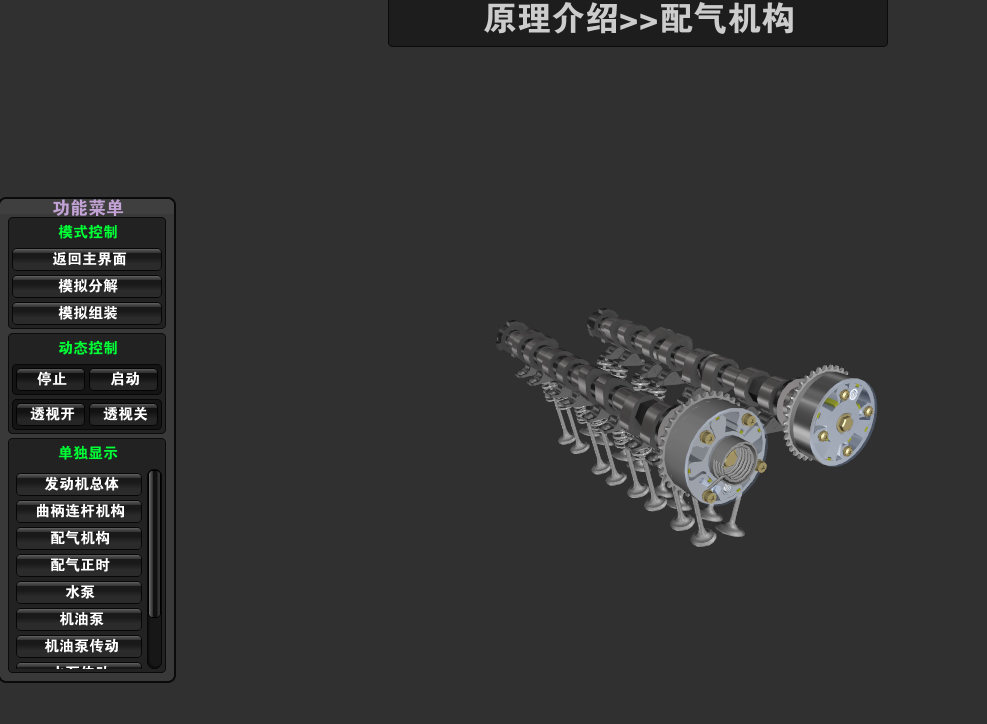 原理介绍>>配气机构
功能菜单
模式控制
返回主界面
模拟分解
模拟组装
动态控制
停止 启动
透视开 透视关
单独显示
发动机总体
曲柄连杆机构
配气机构
配气正时
水泵
机油泵
机油泵传动